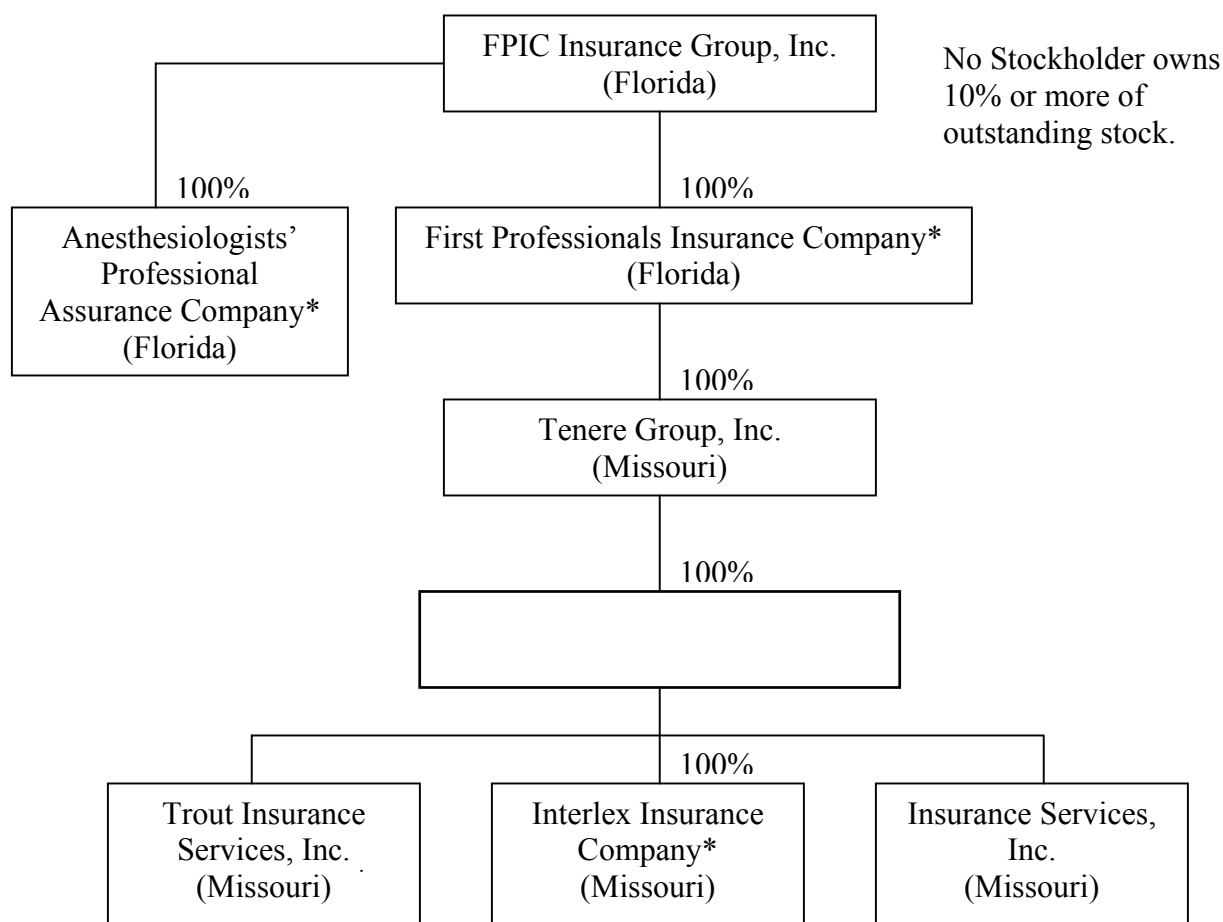 FPIC Insurance Group, Inc.
(Florida)
No Stockholder owns
10% or more of
outstanding stock.
100%
100%
Anesthesiologists’
Professional
Assurance Company*
(Florida)
First Professionals Insurance Company*
(Florida)
100%
Tenere Group, Inc.
(Missouri)
100%
100%
Trout Insurance
Services, Inc.
(Missouri)
Interlex Insurance
Company*
(Missouri)
Insurance Services,
Inc.
(Missouri)